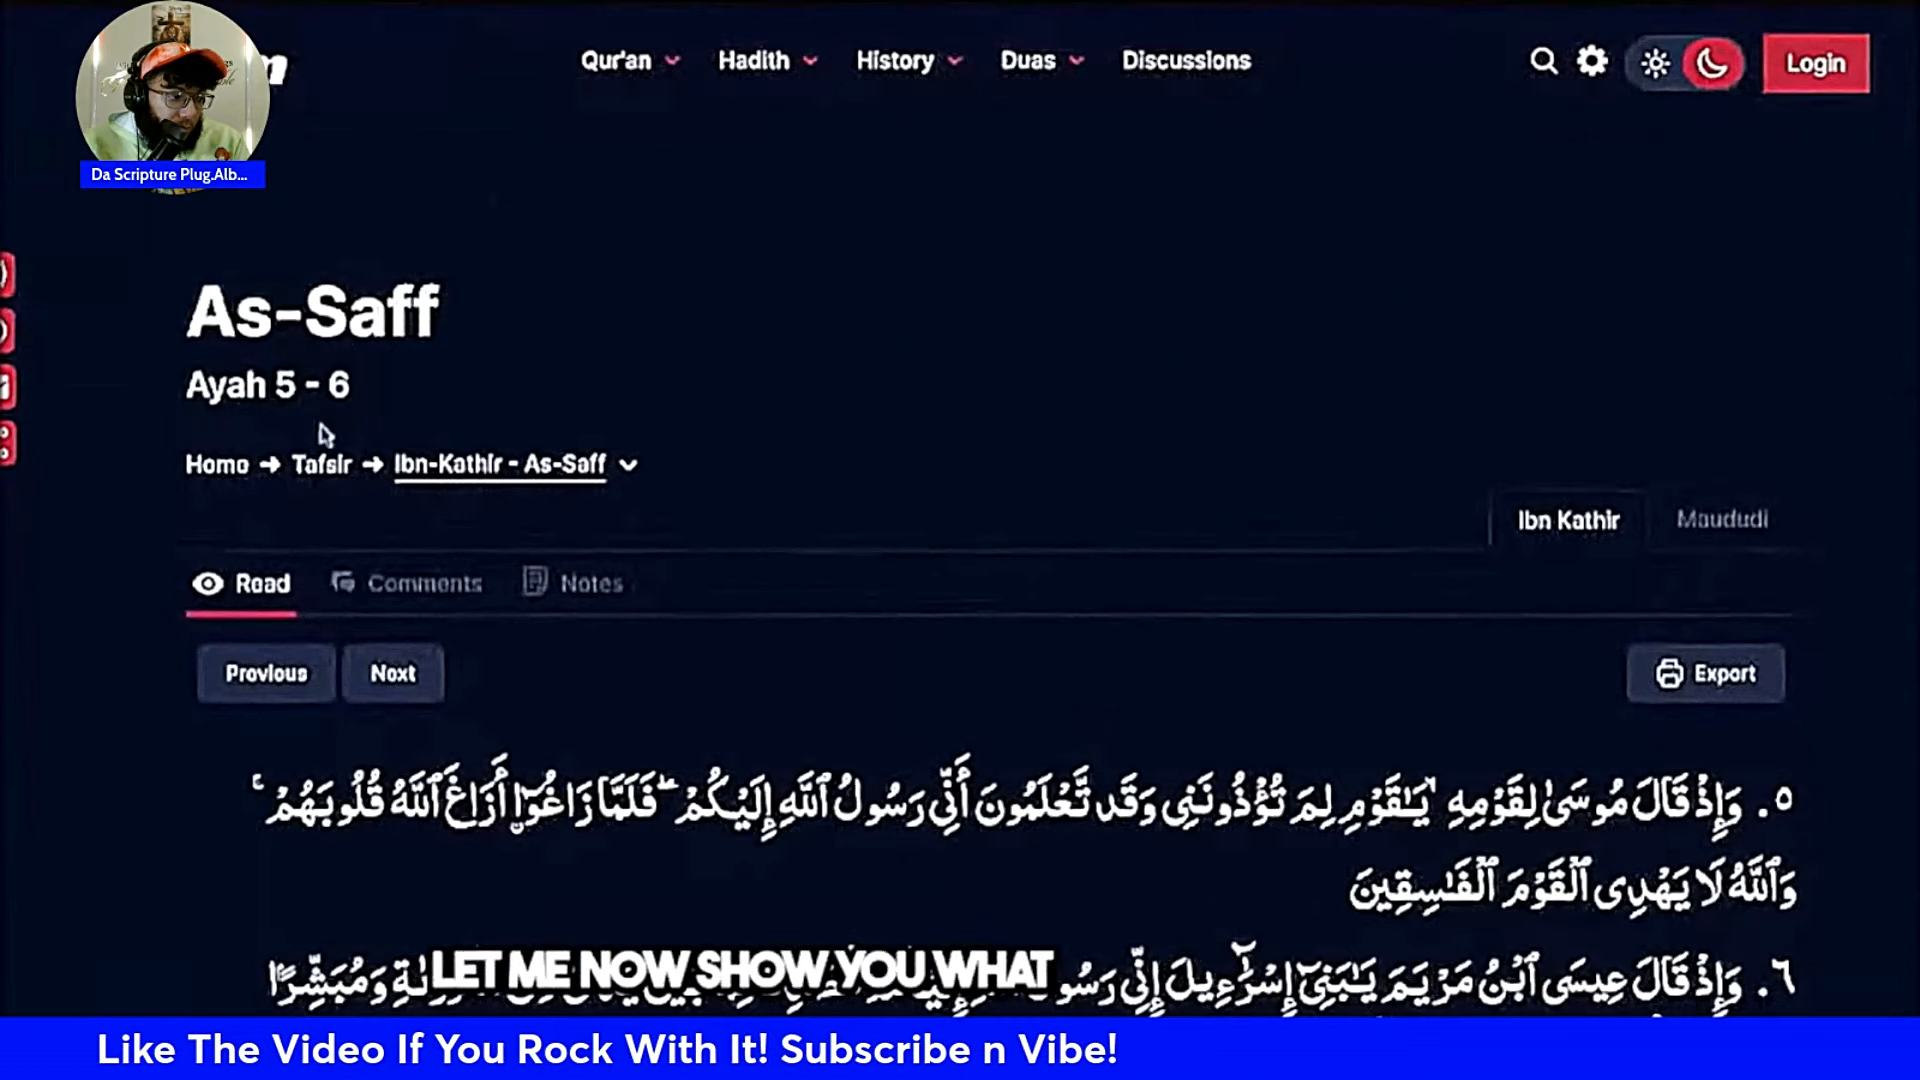 Qur'an Hadith History Duas Discussions Login
Da Scripture Plug.Alb...
As-Saff
Ayah 5 - 6
Home → Tafsir → Ibn-Kathir - As-Saff
Ibn Kathir Maududi
Read Comments Notes
Previous Next Export
٥. وَإِذْ قَالَ مُوسَىٰ لِقَوْمِهِۦ يَـٰقَوْمِ لِمَ تُؤْذُونَنِى وَقَد تَّعْلَمُونَ أَنِّى رَسُولُ ٱللَّهِ إِلَيْكُمْ ۖ فَلَمَّا زَاغُوٓا۟ أَزَاغَ ٱللَّهُ قُلُوبَهُمْ ۚ
وَٱللَّهُ لَا يَهْدِى ٱلْقَوْمَ ٱلْفَـٰسِقِينَ
٦. وَإِذْ قَالَ عِيسَى ٱبْنُ مَرْيَمَ يَـٰبَنِىٓ إِسْرَٰٓءِيلَ إِنِّى وَمُبَشِّرًۢا
LET ME NOW SHOW YOU WHAT
Like The Video If You Rock With It! Subscribe n Vibe!